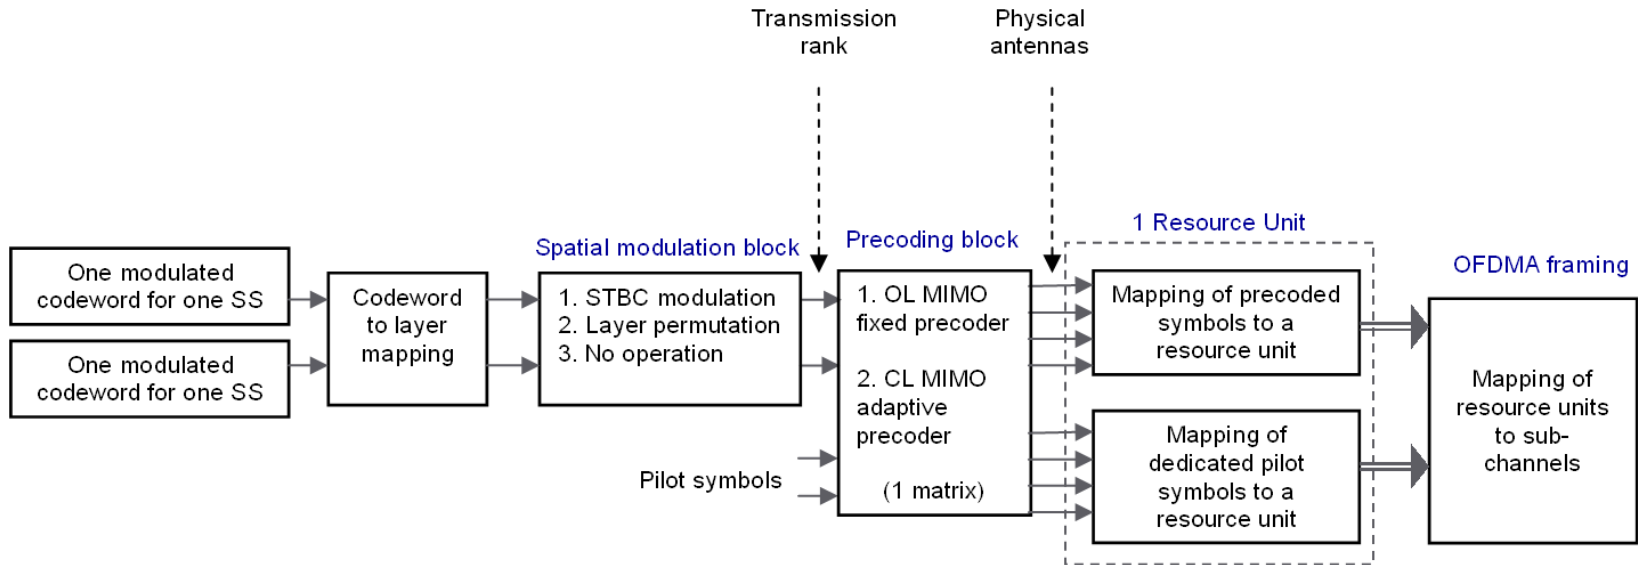 Transmission
rank
Physical
antennas
1 Resource Unit
Spatial modulation block
Precoding block
OFDMA framing
One modulated
codeword for one SS
One modulated
codeword for one SS
Codeword
to layer
mapping
1. STBC modulation
2. Layer permutation
3. No operation
1. OL MIMO
fixed precoder
2. CL MIMO
adaptive
precoder
(1 matrix)
Pilot symbols
Mapping of precoded
symbols to a
resource unit
Mapping of
dedicated pilot
symbols to a
resource unit
Mapping of
resource units
to sub-
channels